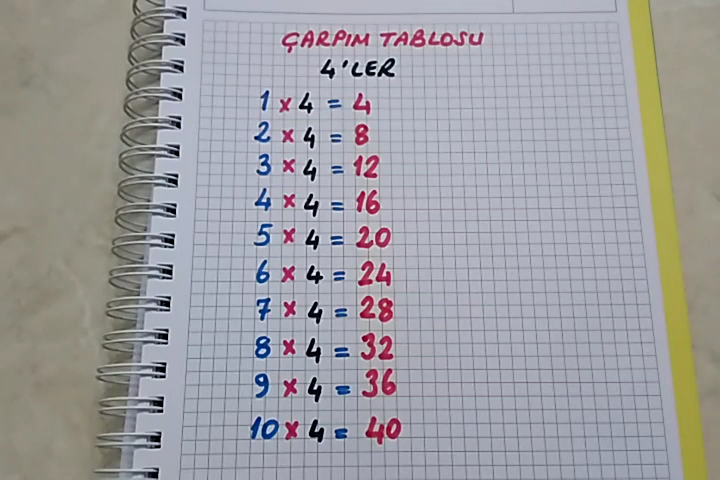 ÇARPIM TABLOSU
4'LER
1 x 4 = 4
2 x 4 = 8
3 x 4 = 12
4 x 4 = 16
5 x 4 = 20
6 x 4 = 24
7 x 4 = 28
8 x 4 = 32
9 x 4 = 36
10 x 4 = 40